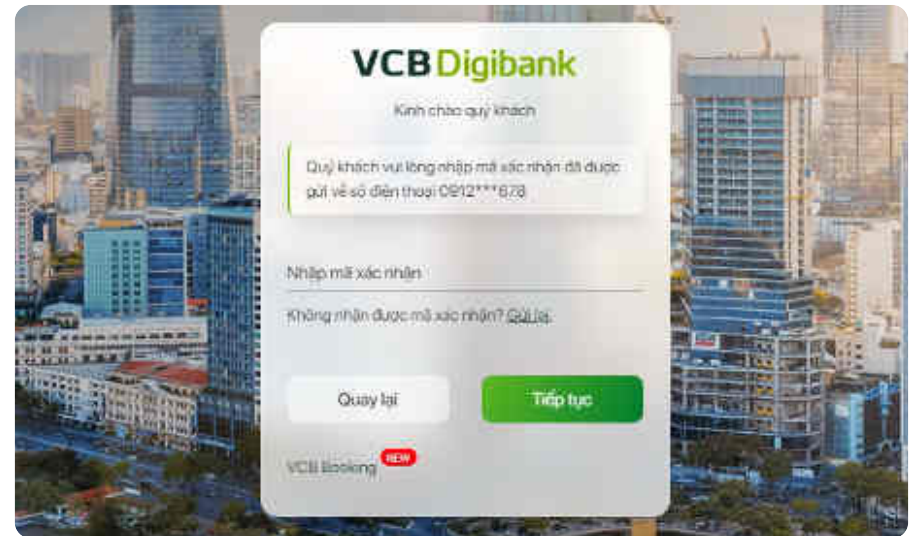 VCB Digibank
Kính chào quý khách
Quý khách vui lòng nhập mã xác nhận đã được
gửi về số điện thoại 0912***678
Nhập mã xác nhận
Không nhận được mã xác nhận? Gửi lại
Quay lại
Tiếp tục
VCB Booking NEW